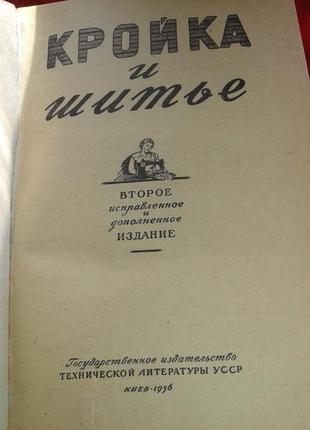 КРОЙКА
и
шитье
ВТОРОЕ
исправленное
и
дополненное
ИЗДАНИЕ
Государственное издательство
ТЕХНИЧЕСКОЙ ЛИТЕРАТУРЫ УССР
КИЕВ-1956